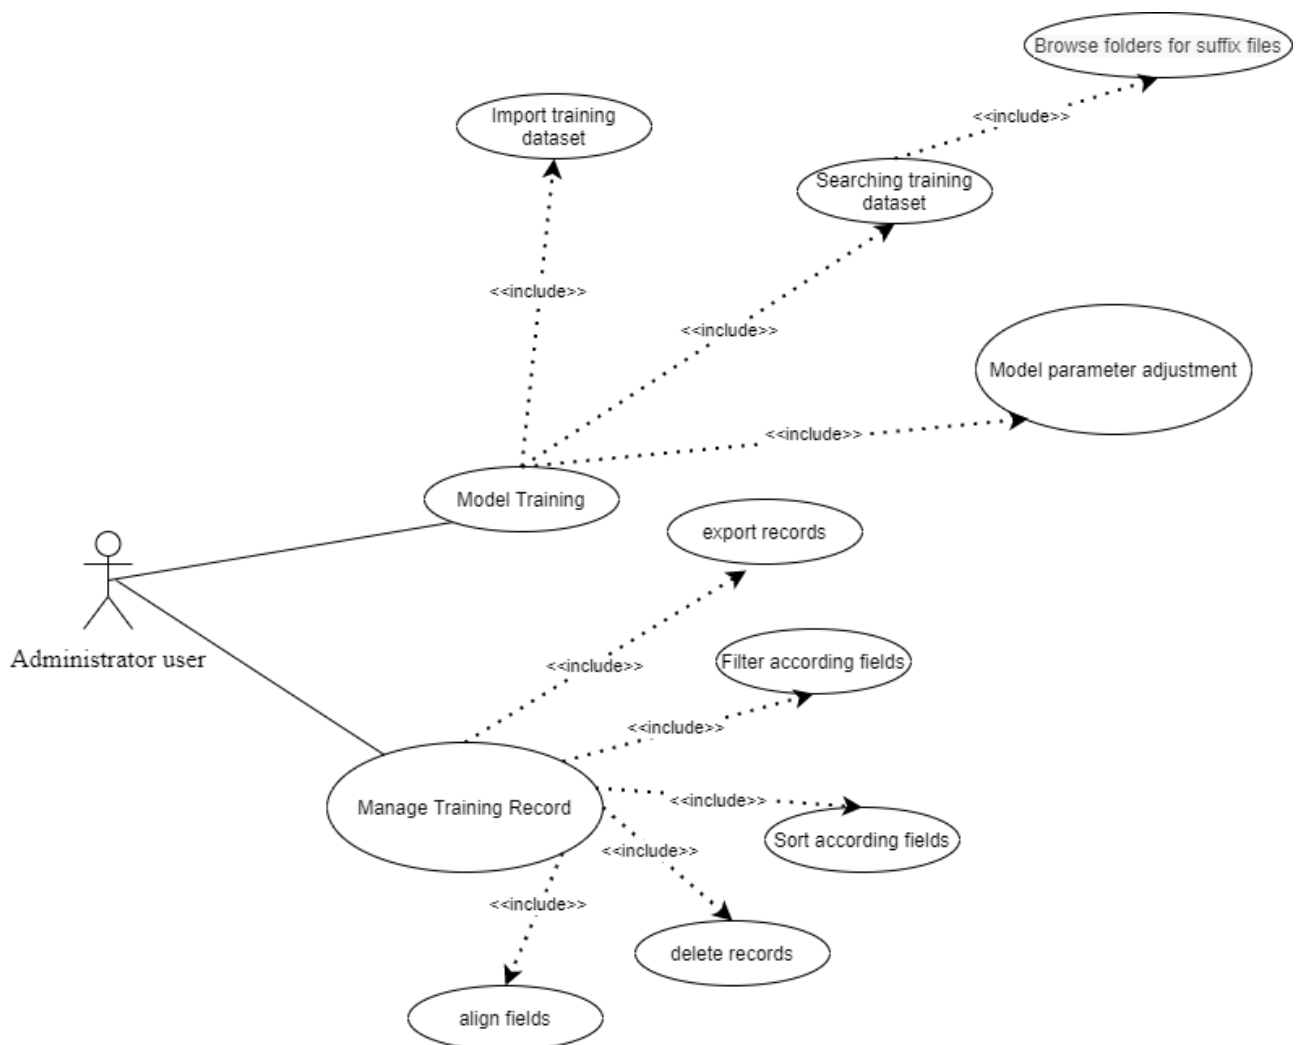 Browse folders for suffix files
Import training
dataset
<<include>>
Searching training
dataset
<<include>>
<<include>>
Model parameter adjustment
<<include>>
Model Training
export records
Administrator user
<<include>>
Filter according fields
<<include>>
Manage Training Record
<<include>>
Sort according fields
<<include>>
<<include>>
delete records
align fields